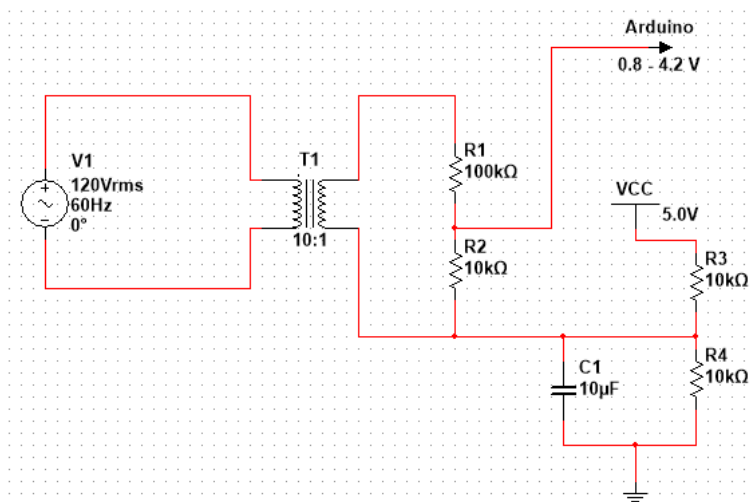 Arduino
0.8 - 4.2 V
V1
120Vrms
60Hz
0°
T1
10:1
R1
100kΩ
R2
10kΩ
VCC
5.0V
R3
10kΩ
R4
10kΩ
C1
10µF